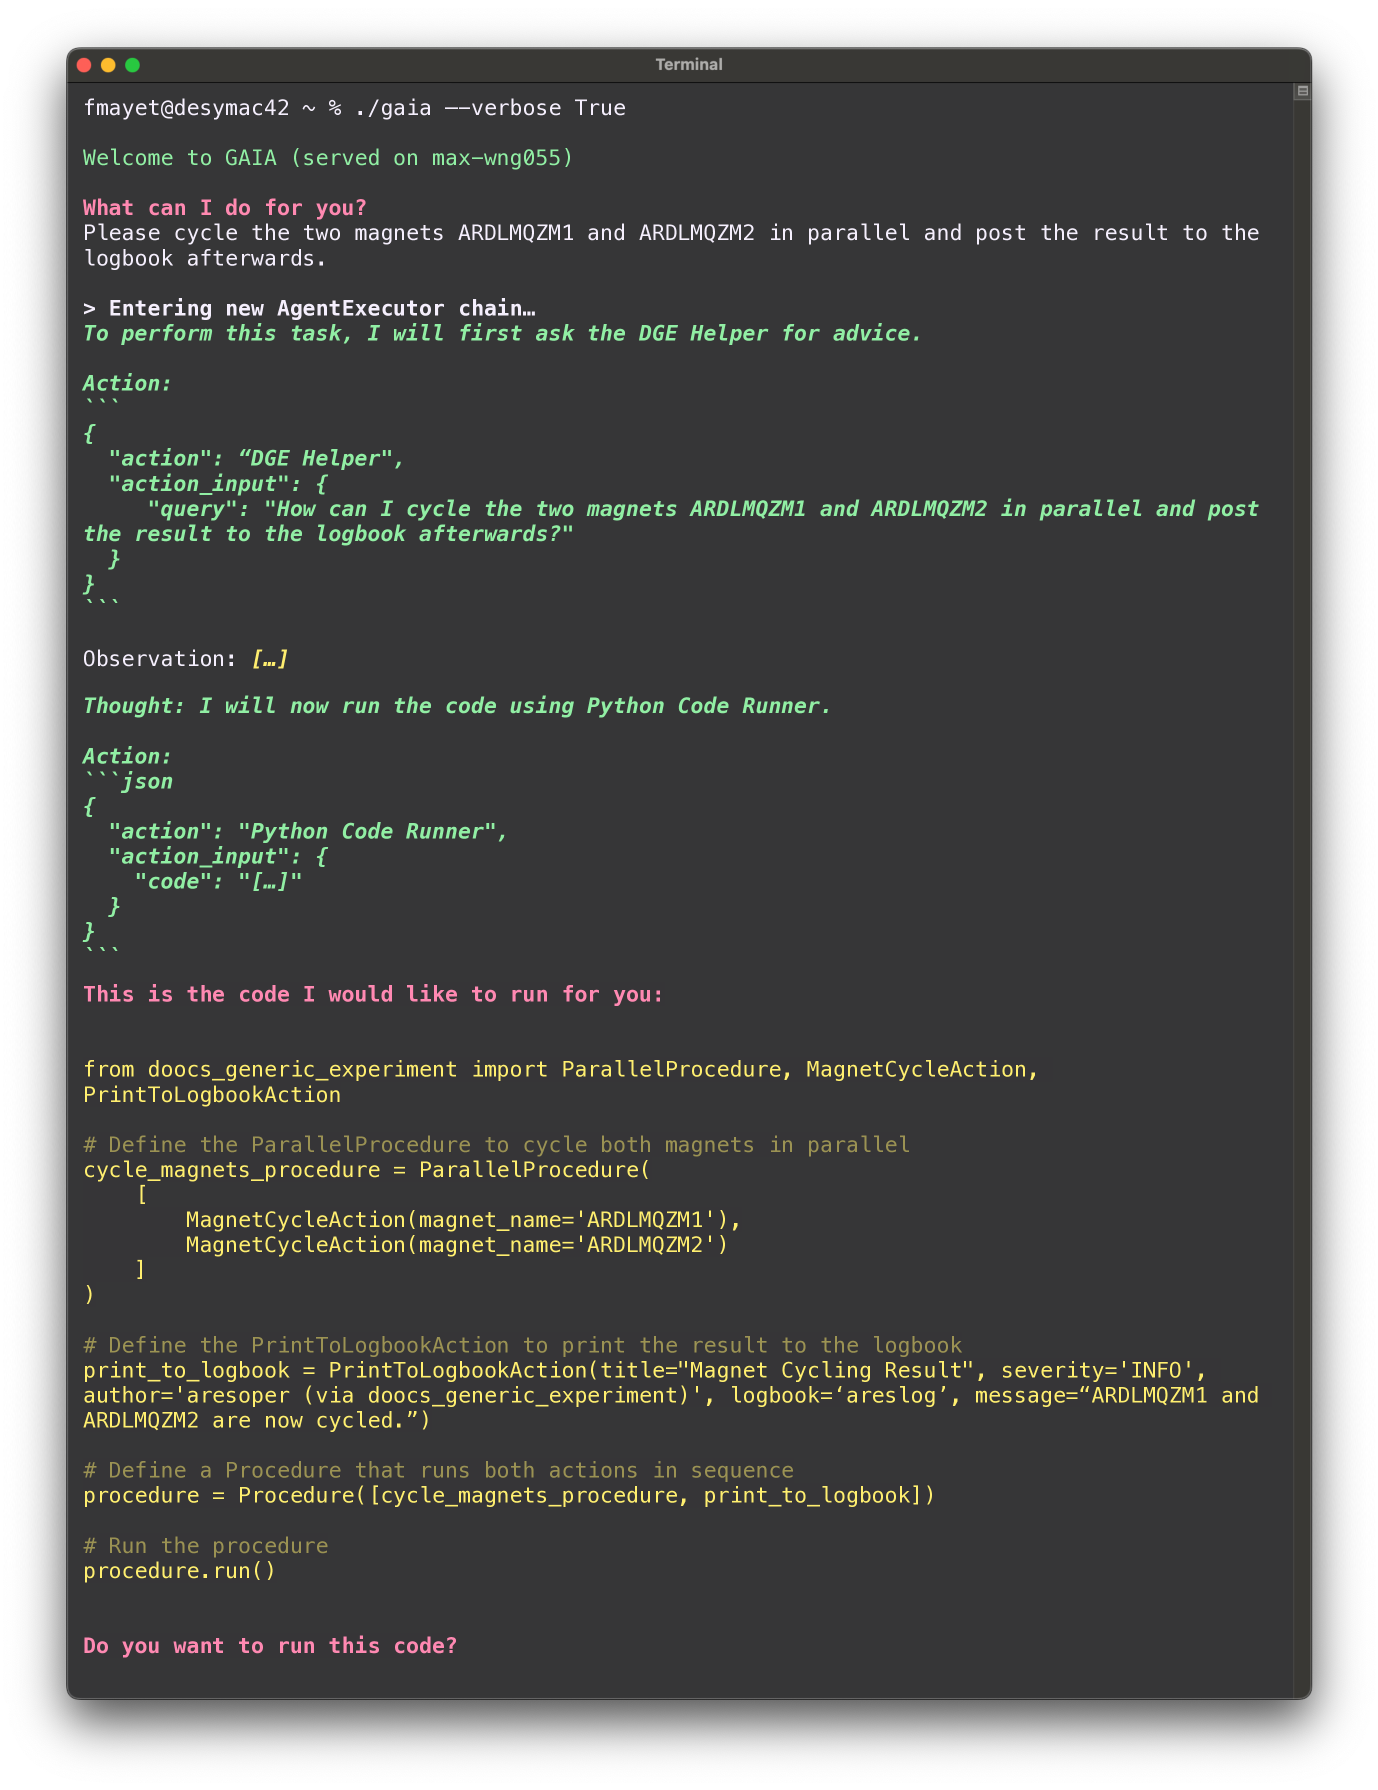 Terminal
fmayet@desymac42 ~ % ./gaia --verbose True
Welcome to GAIA (served on max-wng055)
What can I do for you?
Please cycle the two magnets ARDLMQZM1 and ARDLMQZM2 in parallel and post the result to the
logbook afterwards.
> Entering new AgentExecutor chain…
To perform this task, I will first ask the DGE Helper for advice.
Action:
```
{
  "action": “DGE Helper",
  "action_input": {
     "query": "How can I cycle the two magnets ARDLMQZM1 and ARDLMQZM2 in parallel and post
the result to the logbook afterwards?"
  }
}
```
Observation: […]
Thought: I will now run the code using Python Code Runner.
Action:
```json
{
  "action": "Python Code Runner",
  "action_input": {
    "code": "[…]"
  }
}
```
This is the code I would like to run for you:
from doocs_generic_experiment import ParallelProcedure, MagnetCycleAction,
PrintToLogbookAction
# Define the ParallelProcedure to cycle both magnets in parallel
cycle_magnets_procedure = ParallelProcedure(
    [
        MagnetCycleAction(magnet_name='ARDLMQZM1'),
        MagnetCycleAction(magnet_name='ARDLMQZM2')
    ]
)
# Define the PrintToLogbookAction to print the result to the logbook
print_to_logbook = PrintToLogbookAction(title="Magnet Cycling Result", severity='INFO',
author='aresoper (via doocs_generic_experiment)', logbook=‘areslog’, message=“ARDLMQZM1 and
ARDLMQZM2 are now cycled.”)
# Define a Procedure that runs both actions in sequence
procedure = Procedure([cycle_magnets_procedure, print_to_logbook])
# Run the procedure
procedure.run()
Do you want to run this code?